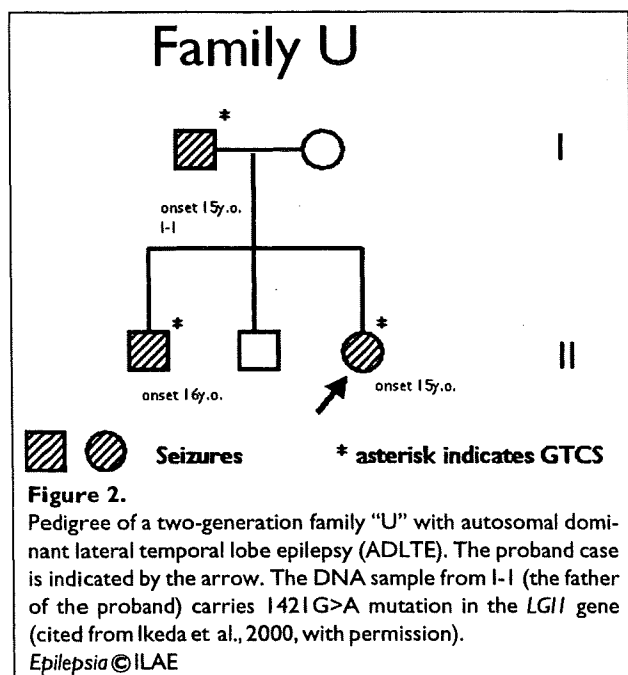 Family U
*
I
onset 15y.o.
I-1
* *
II
onset 16y.o. onset 15y.o.
Seizures * asterisk indicates GTCS
Figure 2.
Pedigree of a two-generation family “U” with autosomal domi-
nant lateral temporal lobe epilepsy (ADLTE). The proband case
is indicated by the arrow. The DNA sample from I-1 (the father
of the proband) carries 1421G>A mutation in the LGI1 gene
(cited from Ikeda et al., 2000, with permission).
Epilepsia © ILAE